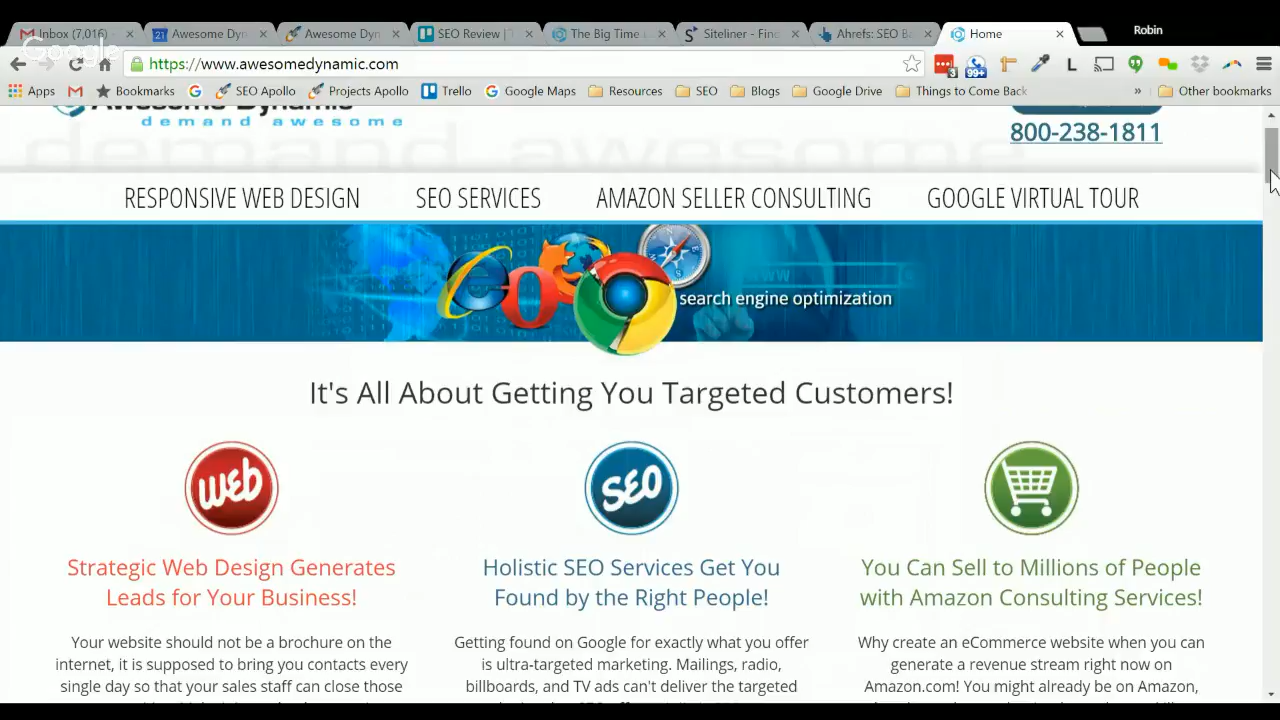 Inbox (7,016)
Awesome Dyn
Awesome Dyn
SEO Review | T
The Big Time
Siteliner - Find
Ahrefs: SEO Ba
Home
Robin
Google
https://www.awesomedynamic.com
3
99+
L
Apps
Bookmarks
SEO Apollo
Projects Apollo
Trello
Google Maps
Resources
SEO
Blogs
Google Drive
Things to Come Back
»
Other bookmarks
Awesome Dynamic
demand awesome
demand awesome
800-238-1811
RESPONSIVE WEB DESIGN
SEO SERVICES
AMAZON SELLER CONSULTING
GOOGLE VIRTUAL TOUR
search engine optimization
It's All About Getting You Targeted Customers!
web
SEO
Strategic Web Design Generates
Leads for Your Business!
Holistic SEO Services Get You
Found by the Right People!
You Can Sell to Millions of People
with Amazon Consulting Services!
Your website should not be a brochure on the
internet, it is supposed to bring you contacts every
single day so that your sales staff can close those
Getting found on Google for exactly what you offer
is ultra-targeted marketing. Mailings, radio,
billboards, and TV ads can't deliver the targeted
Why create an eCommerce website when you can
generate a revenue stream right now on
Amazon.com! You might already be on Amazon,